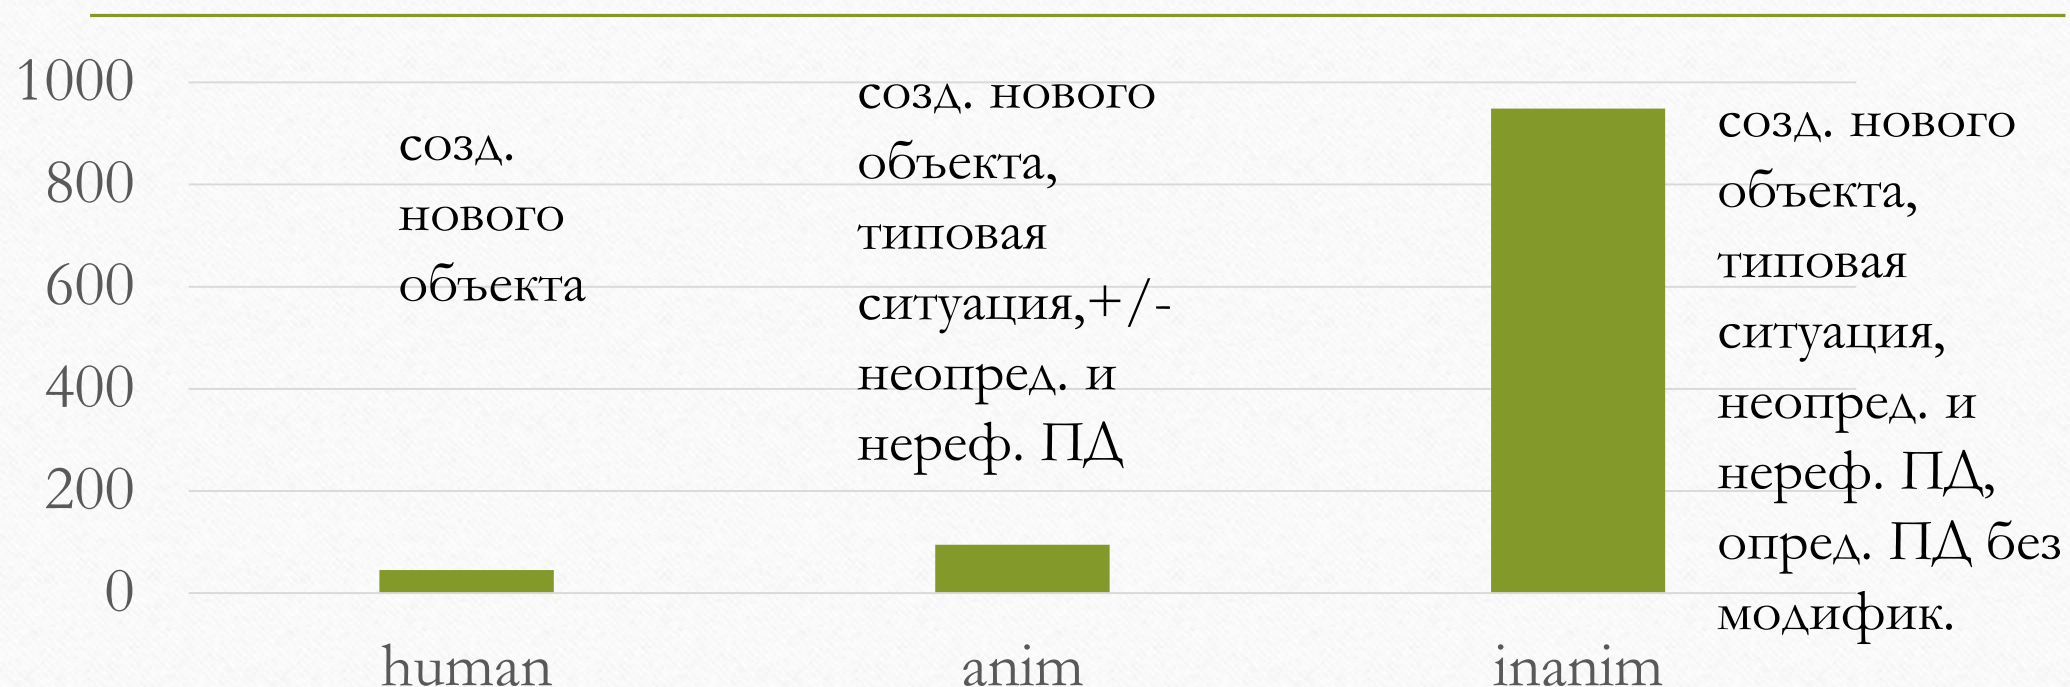 1000
800
600
400
200
0
созд.
нового
объекта
созд. нового
объекта,
типовая
ситуация,+/-
неопред. и
нереф. ПД
созд. нового
объекта,
типовая
ситуация,
неопред. и
нереф. ПД,
опред. ПД без
модифик.
human
anim
inanim